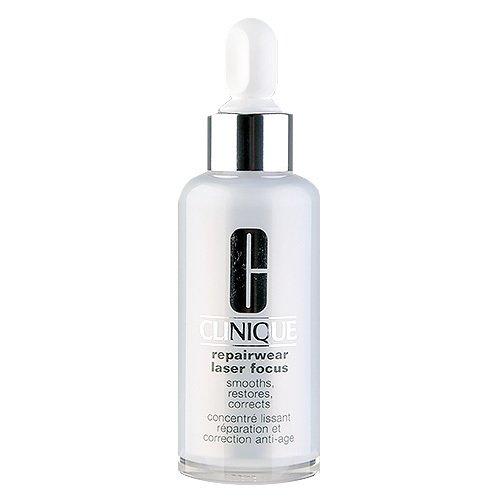 C
CLINIQUE
repairwear
laser focus
smooths,
restores,
corrects
concentré lissant
réparation et
correction anti-age